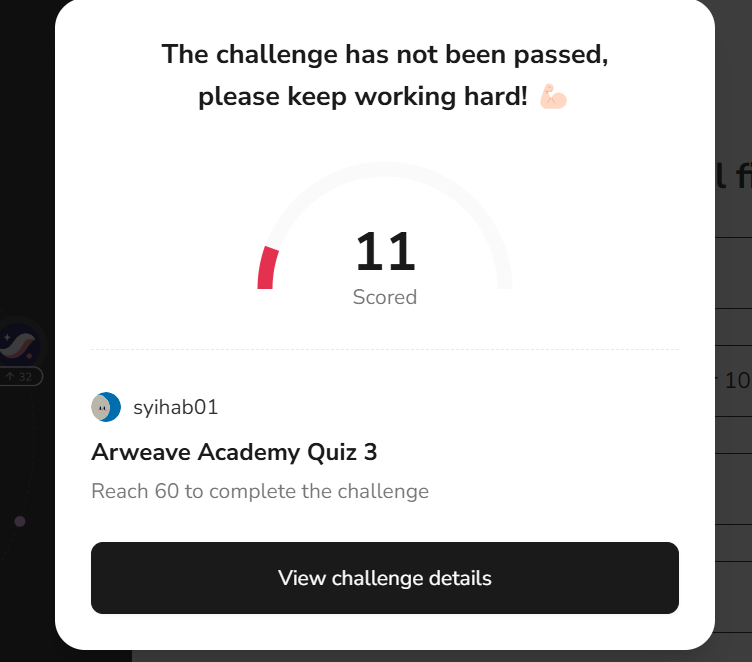 The challenge has not been passed,
please keep working hard! 💪
11
Scored
l fi
↑ 32
10
syihab01
Arweave Academy Quiz 3
Reach 60 to complete the challenge
View challenge details